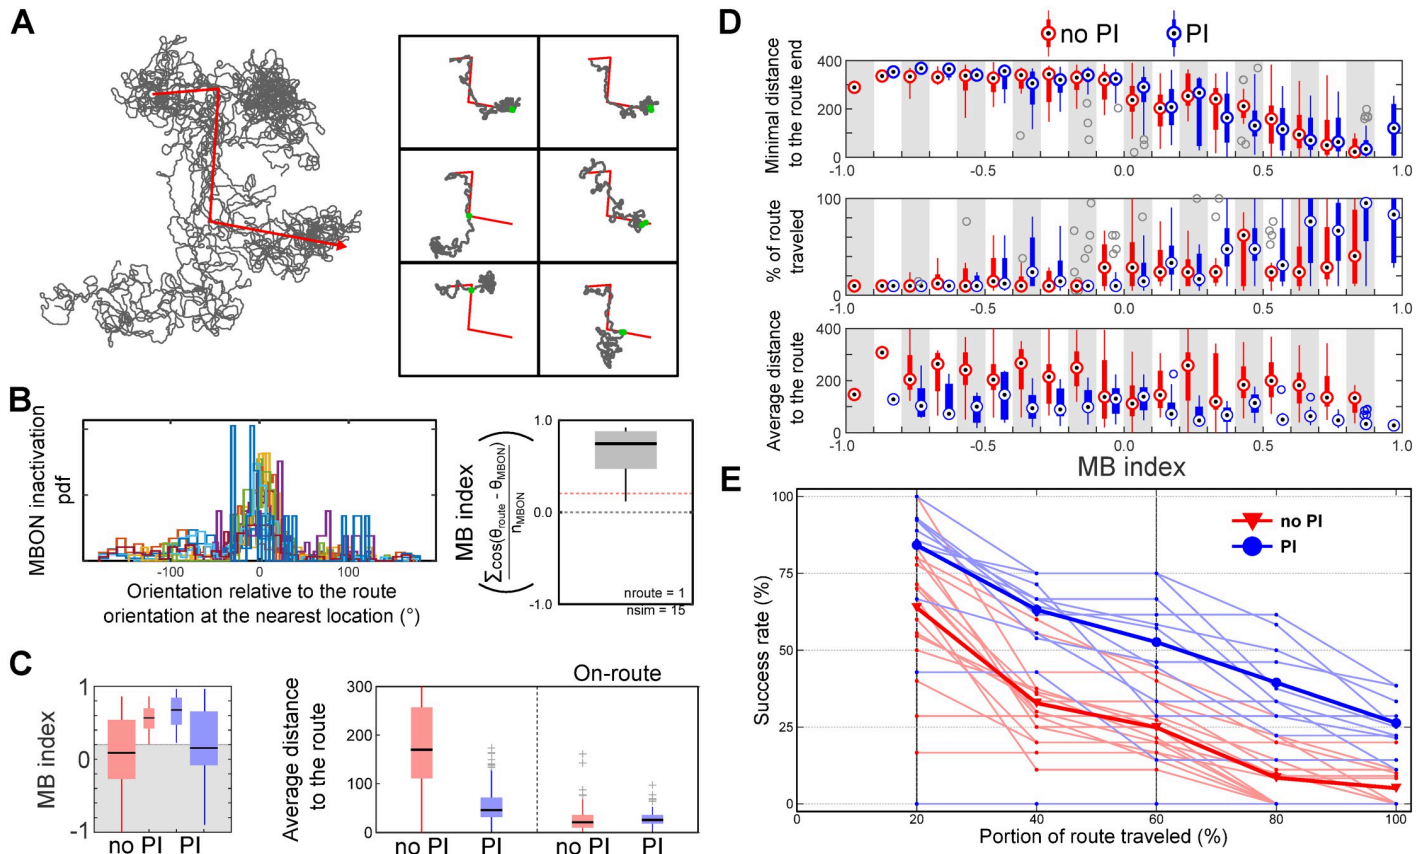 A
B
MBON inactivation
pdf
-100
0
100
Orientation relative to the route
orientation at the nearest location (°)
MB index
Σcos(θroute - θMBON)
nMBON
1.0
0.0
-1.0
nroute = 1
nsim = 15
C
MB index
1
0
-1
no PI
PI
Average distance
to the route
300
200
100
0
On-route
no PI
PI
no PI
PI
D
no PI
PI
Minimal distance
to the route end
400
200
0
-1.0
-0.5
0.0
0.5
1.0
% of route
traveled
100
50
0
-1.0
-0.5
0.0
0.5
1.0
Average distance
to the route
400
200
0
-1.0
-0.5
0.0
0.5
1.0
MB index
E
Success rate (%)
100
75
50
25
0
no PI
PI
0
20
40
60
80
100
Portion of route traveled (%)